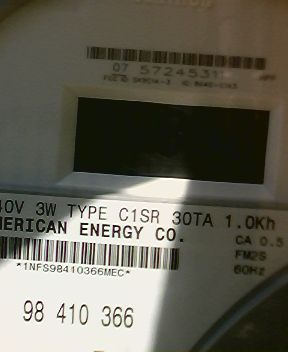 07 5724531
40V 3W TYPE C1SR 30TA 1.0Kh
MERICAN ENERGY CO.
CA 0.5
FM2S
60Hz
*1NFS98410366MEC*
98 410 366